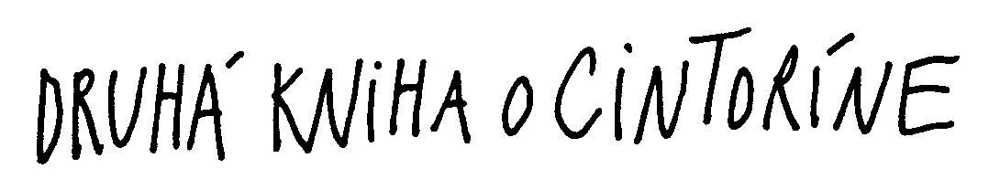 DRUHÁ KNIHA O CINTORÍNE